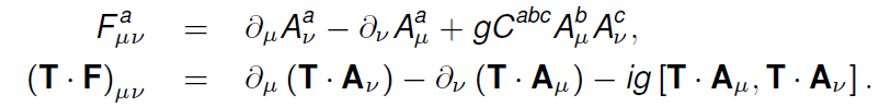 F^a_{μν} = ∂_μ A^a_ν − ∂_ν A^a_μ + gC^{abc} A^b_μ A^c_ν,
(𝐓 · 𝐅)_{μν} = ∂_μ (𝐓 · 𝐀_ν) − ∂_ν (𝐓 · 𝐀_μ) − ig [𝐓 · 𝐀_μ, 𝐓 · 𝐀_ν] .